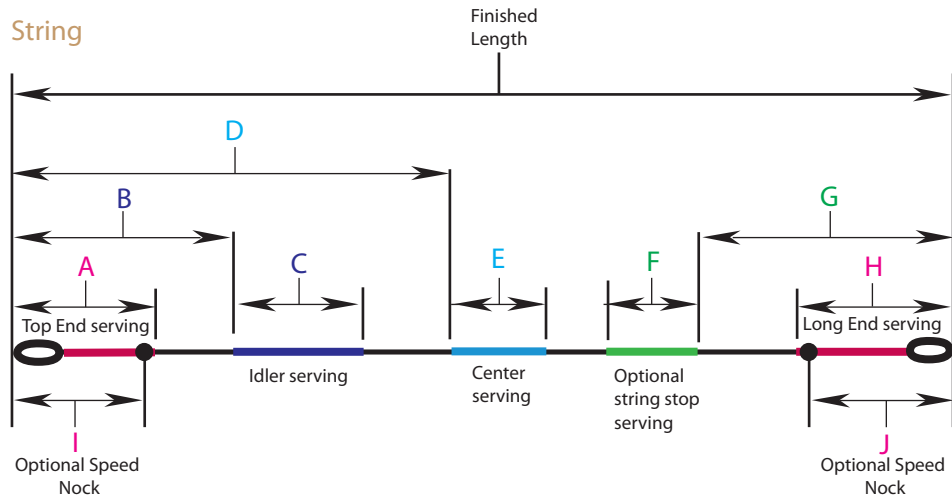 String
Finished
Length
D
B
G
A
C
E
F
H
Top End serving
Long End serving
Idler serving
Center
serving
Optional
string stop
serving
I
Optional Speed
Nock
J
Optional Speed
Nock